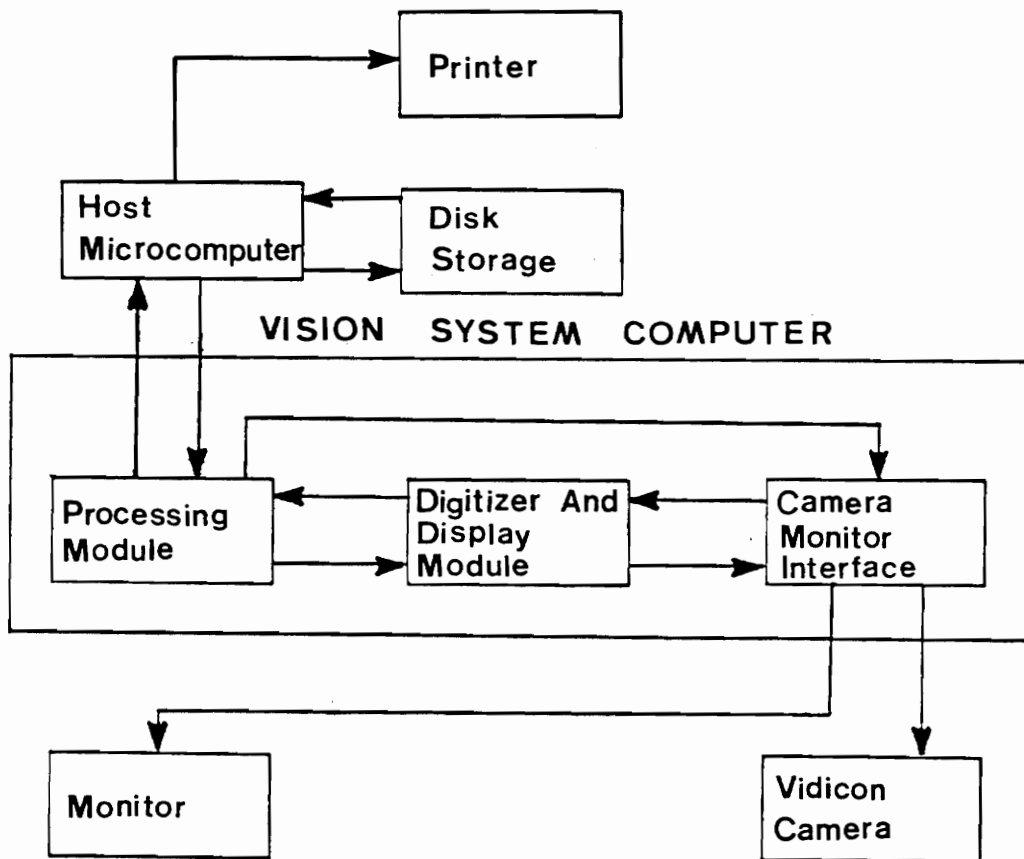 Printer
Host
Microcomputer
Disk
Storage
VISION SYSTEM COMPUTER
Processing
Module
Digitizer And
Display
Module
Camera
Monitor
Interface
Monitor
Vidicon
Camera